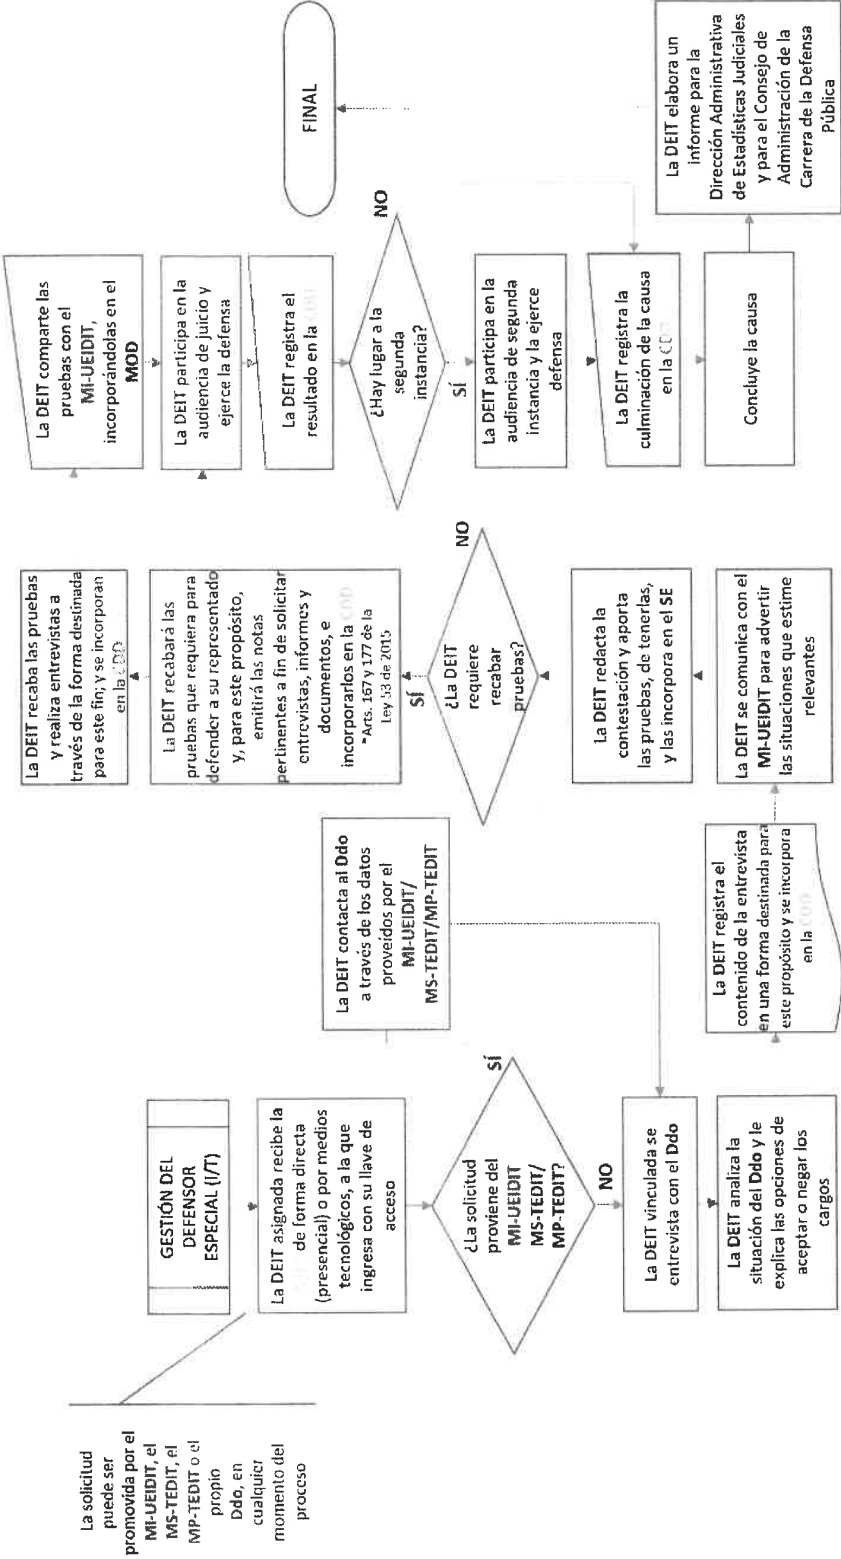 La solicitud
puede ser
promovida por el
MI-UEIDIT, el
MS-TEDIT, el
MP-TEDIT o el
propio
Ddo, en
cualquier
momento del
proceso
GESTIÓN DEL
DEFENSOR
ESPECIAL (I/T)
La DEIT asignada recibe la
de forma directa
(presencial) o por medios
tecnológicos, a la que
ingresa con su llave de
acceso
¿La solicitud
proviene del
MI-UEIDIT
MS-TEDIT/
MP-TEDIT?
SÍ
NO
La DEIT contacta al Ddo
a través de los datos
proveídos por el
MI-UEIDIT/
MS-TEDIT/MP-TEDIT
La DEIT vinculada se
entrevista con el Ddo
La DEIT analiza la
situación del Ddo y le
explica las opciones de
aceptar o negar los
cargos
La DEIT registra el
contenido de la entrevista
en una forma destinada para
este propósito y se incorpora
en la CDD
La DEIT se comunica con el
MI-UEIDIT para advertir
las situaciones que estime
relevantes
La DEIT redacta la
contestación y aporta
las pruebas, de tenerlas,
y las incorpora en el SE
¿La DEIT
requiere
recabar
pruebas?
NO
SÍ
La DEIT recabará las
pruebas que requiera para
defender a su representado
y, para este propósito,
emitirá las notas
pertinentes a fin de solicitar
entrevistas, informes y
documentos, e
incorporarlos en la CDD
*Arts. 167 y 177 de la
Ley 53 de 2015
La DEIT recaba las pruebas
y realiza entrevistas a
través de la forma destinada
para este fin; y se incorporan
en la CDD
La DEIT comparte las
pruebas con el
MI-UEIDIT,
incorporándolas en el
MOD
La DEIT participa en la
audiencia de juicio y
ejerce la defensa
La DEIT registra el
resultado en la CDD
¿Hay lugar a la
segunda
instancia?
NO
SÍ
La DEIT participa en la
audiencia de segunda
instancia y la ejerce
defensa
La DEIT registra la
culminación de la causa
en la CDD
Concluye la causa
La DEIT elabora un
informe para la
Dirección Administrativa
de Estadísticas Judiciales
y para el Consejo de
Administración de la
Carrera de la Defensa
Pública
FINAL